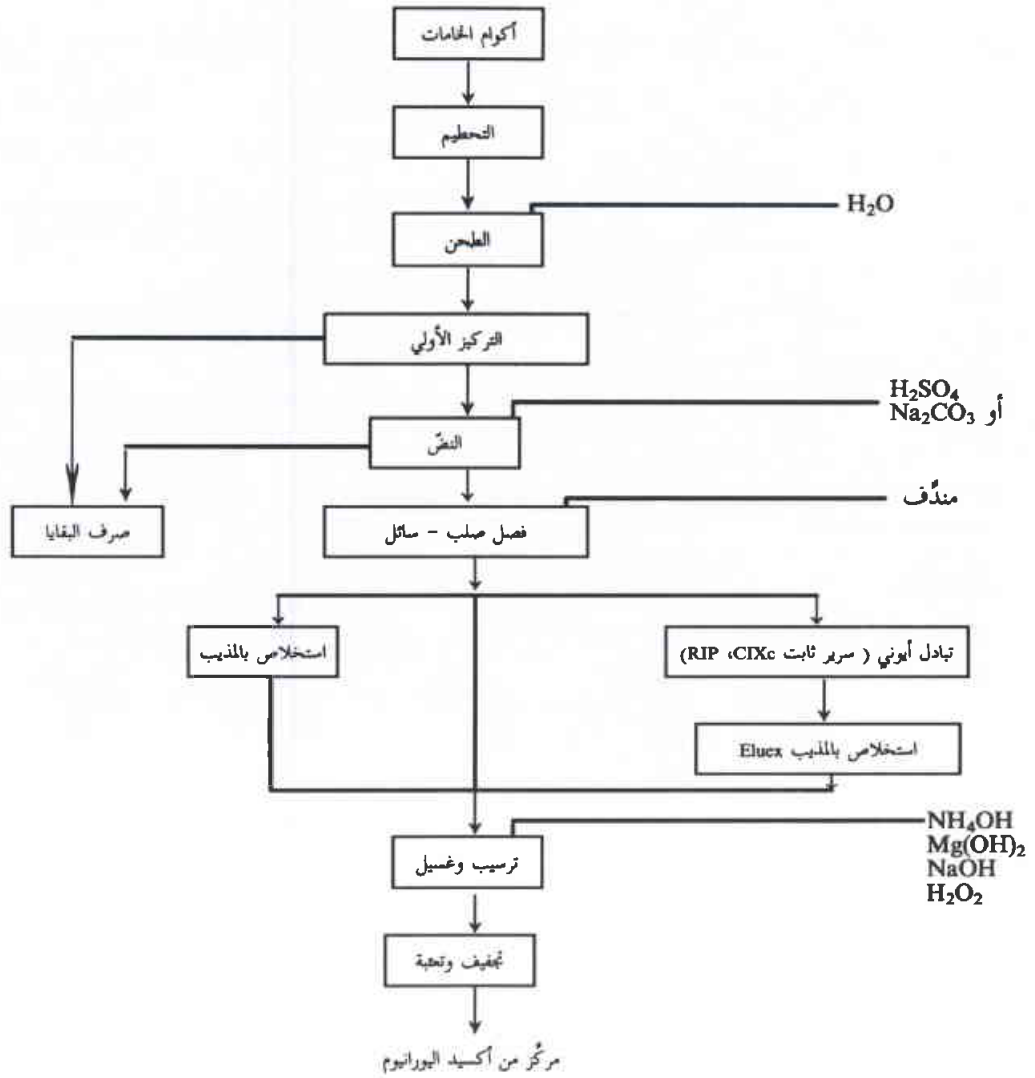 أكوام الخامات
التحطيم
H₂O
الطحن
التركيز الأولي
H₂SO₄
أو Na₂CO₃
النضّ
مندِّف
صرف البقايا
فصل صلب - سائل
تبادل أيوني ( سرير ثابت RIP ،CIXc)
استخلاص بالمذيب
استخلاص بالمذيب Eluex
NH₄OH
Mg(OH)₂
NaOH
H₂O₂
ترسيب وغسيل
تجفيف وتعبئة
مركّز من أكسيد اليورانيوم